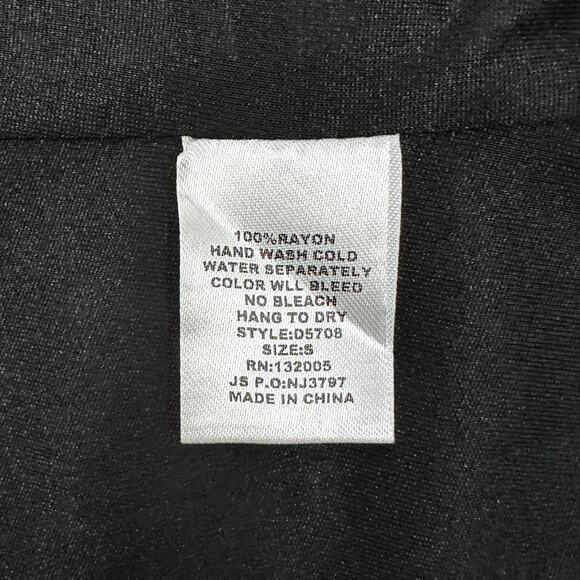 100%RAYON
HAND WASH COLD
WATER SEPARATELY
COLOR WLL BLEED
NO BLEACH
HANG TO DRY
STYLE:D5708
SIZE:S
RN:132005
JS P.O:NJ3797
MADE IN CHINA